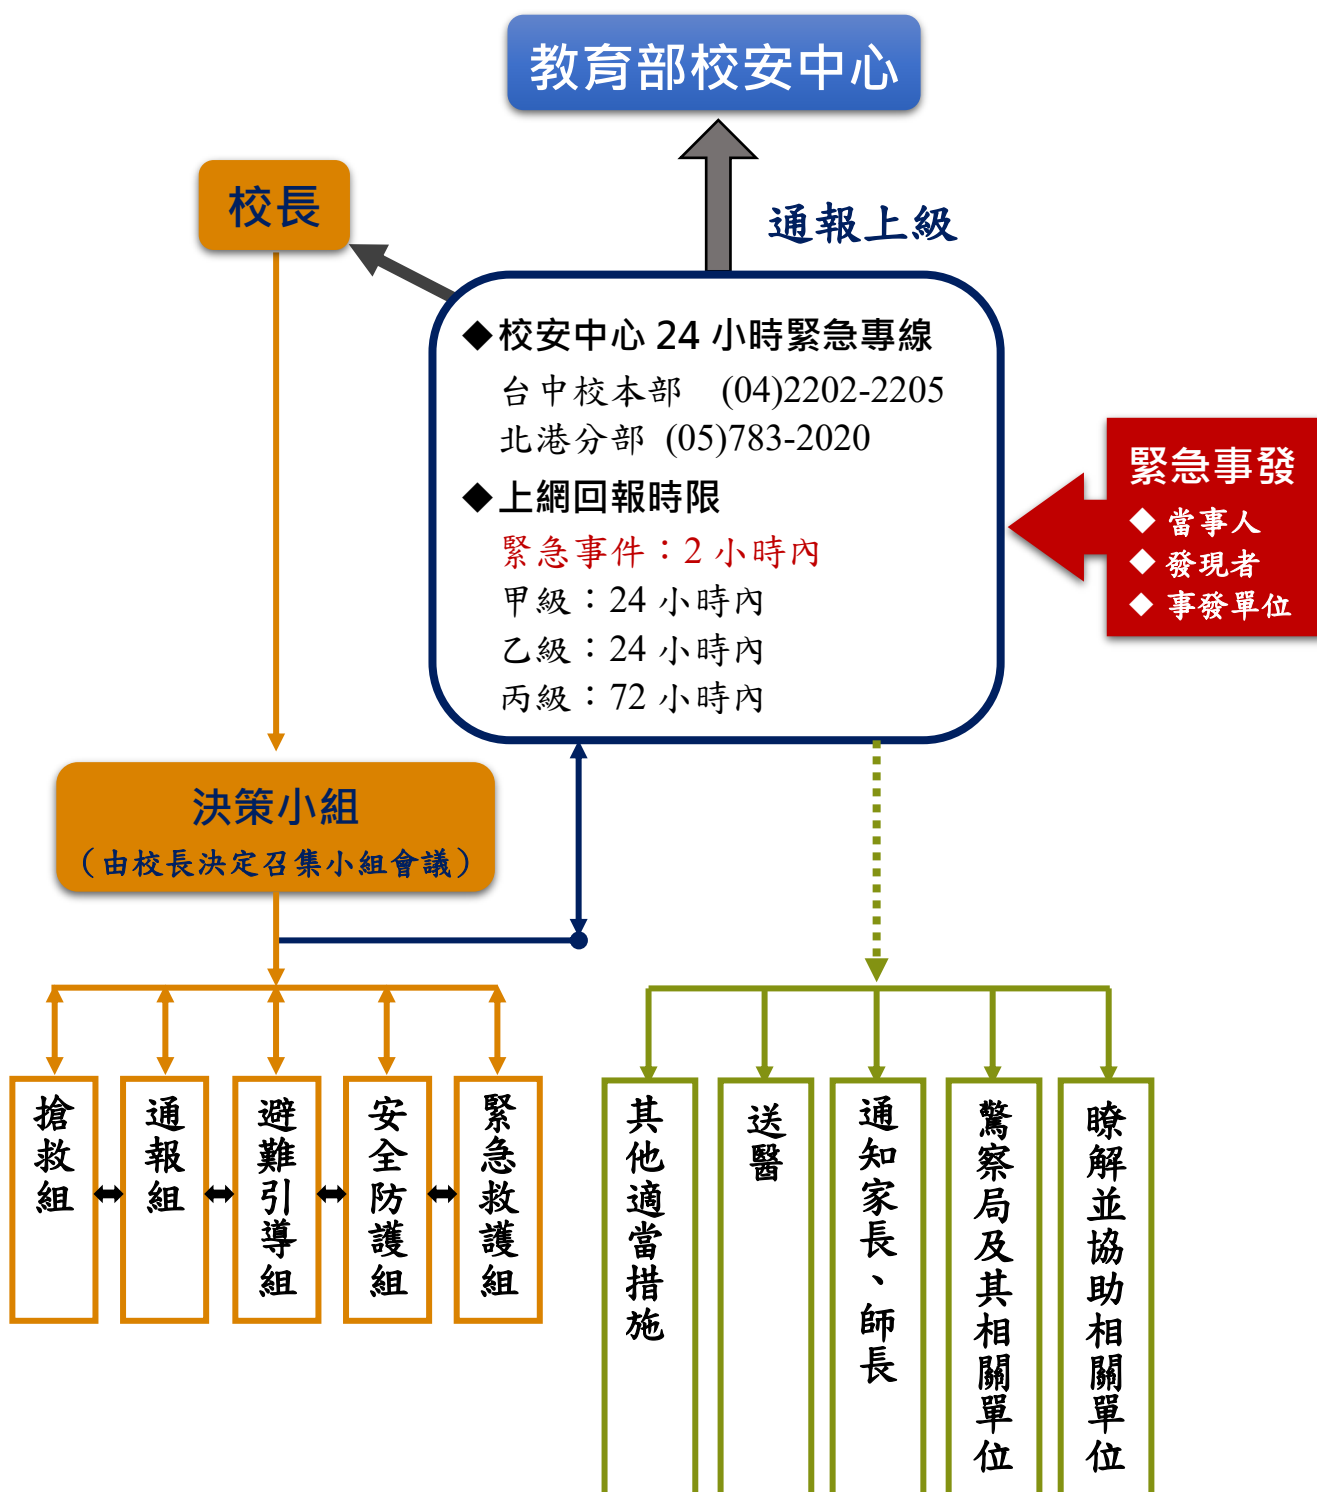 教育部校安中心
校長
通報上級
◆校安中心 24 小時緊急專線
台中校本部 (04)2202-2205
北港分部 (05)783-2020
◆上網回報時限
緊急事件：2 小時內
甲級：24 小時內
乙級：24 小時內
丙級：72 小時內
緊急事發
◆ 當事人
◆ 發現者
◆ 事發單位
決策小組
（由校長決定召集小組會議）
搶救組
通報組
避難引導組
安全防護組
緊急救護組
其他適當措施
送醫
通知家長、師長
警察局及其相關單位
瞭解並協助相關單位